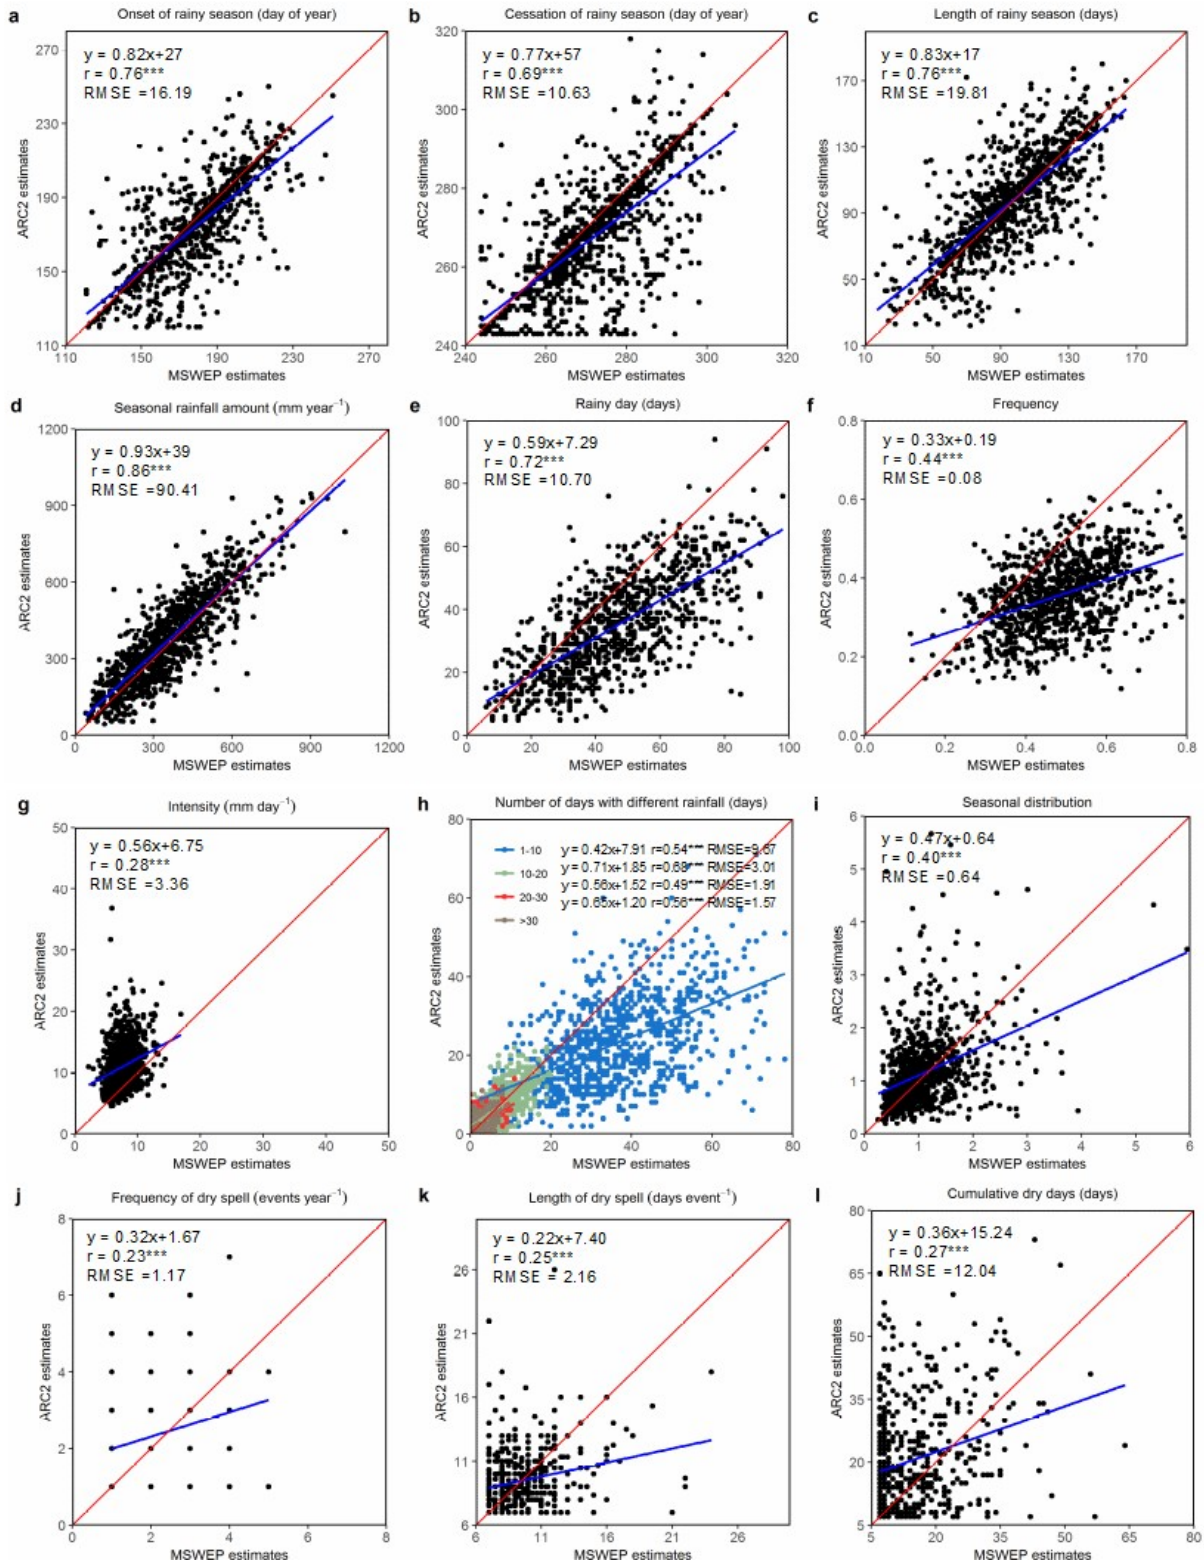 a Onset of rainy season (day of year)
y = 0.82x+27
r = 0.76***
RMSE =16.19
270
230
190
150
110
110 150 190 230 270
ARC2 estimates
MSWEP estimates
b Cessation of rainy season (day of year)
y = 0.77x+57
r = 0.69***
RMSE =10.63
320
300
280
260
240
240 260 280 300 320
ARC2 estimates
MSWEP estimates
c Length of rainy season (days)
y = 0.83x+17
r = 0.76***
RMSE =19.81
170
130
90
50
10
10 50 90 130 170
ARC2 estimates
MSWEP estimates
d Seasonal rainfall amount (mm year⁻¹)
y = 0.93x+39
r = 0.86***
RMSE =90.41
1200
900
600
300
0
0 300 600 900 1200
ARC2 estimates
MSWEP estimates
e Rainy day (days)
y = 0.59x+7.29
r = 0.72***
RMSE =10.70
100
80
60
40
20
0
0 20 40 60 80 100
ARC2 estimates
MSWEP estimates
f Frequency
y = 0.33x+0.19
r = 0.44***
RMSE =0.08
0.8
0.6
0.4
0.2
0.0
0.0 0.2 0.4 0.6 0.8
ARC2 estimates
MSWEP estimates
g Intensity (mm day⁻¹)
y = 0.56x+6.75
r = 0.28***
RMSE =3.36
50
40
30
20
10
0
0 10 20 30 40 50
ARC2 estimates
MSWEP estimates
h Number of days with different rainfall (days)
1-10 y = 0.42x+7.91 r=0.54***
10-20 y = 0.71x+1.85 r=0.68*** RMSE=3.01
20-30 y = 0.56x+1.52 r=0.49*** RMSE=1.91
>30 y = 0.65x+1.20 r=0.56*** RMSE=1.57
80
60
40
20
0
0 20 40 60 80
ARC2 estimates
MSWEP estimates
i Seasonal distribution
y = 0.47x+0.64
r = 0.40***
RMSE =0.64
6
5
4
3
2
1
0
0 1 2 3 4 5 6
ARC2 estimates
MSWEP estimates
j Frequency of dry spell (events year⁻¹)
y = 0.32x+1.67
r = 0.23***
RMSE =1.17
8
6
4
2
0
0 2 4 6 8
ARC2 estimates
MSWEP estimates
k Length of dry spell (days event⁻¹)
y = 0.22x+7.40
r = 0.25***
RMSE = 2.16
26
21
16
11
6
6 11 16 21 26
ARC2 estimates
MSWEP estimates
l Cumulative dry days (days)
y = 0.36x+15.24
r = 0.27***
RMSE =12.04
80
65
50
35
20
5
5 20 35 50 65 80
ARC2 estimates
MSWEP estimates